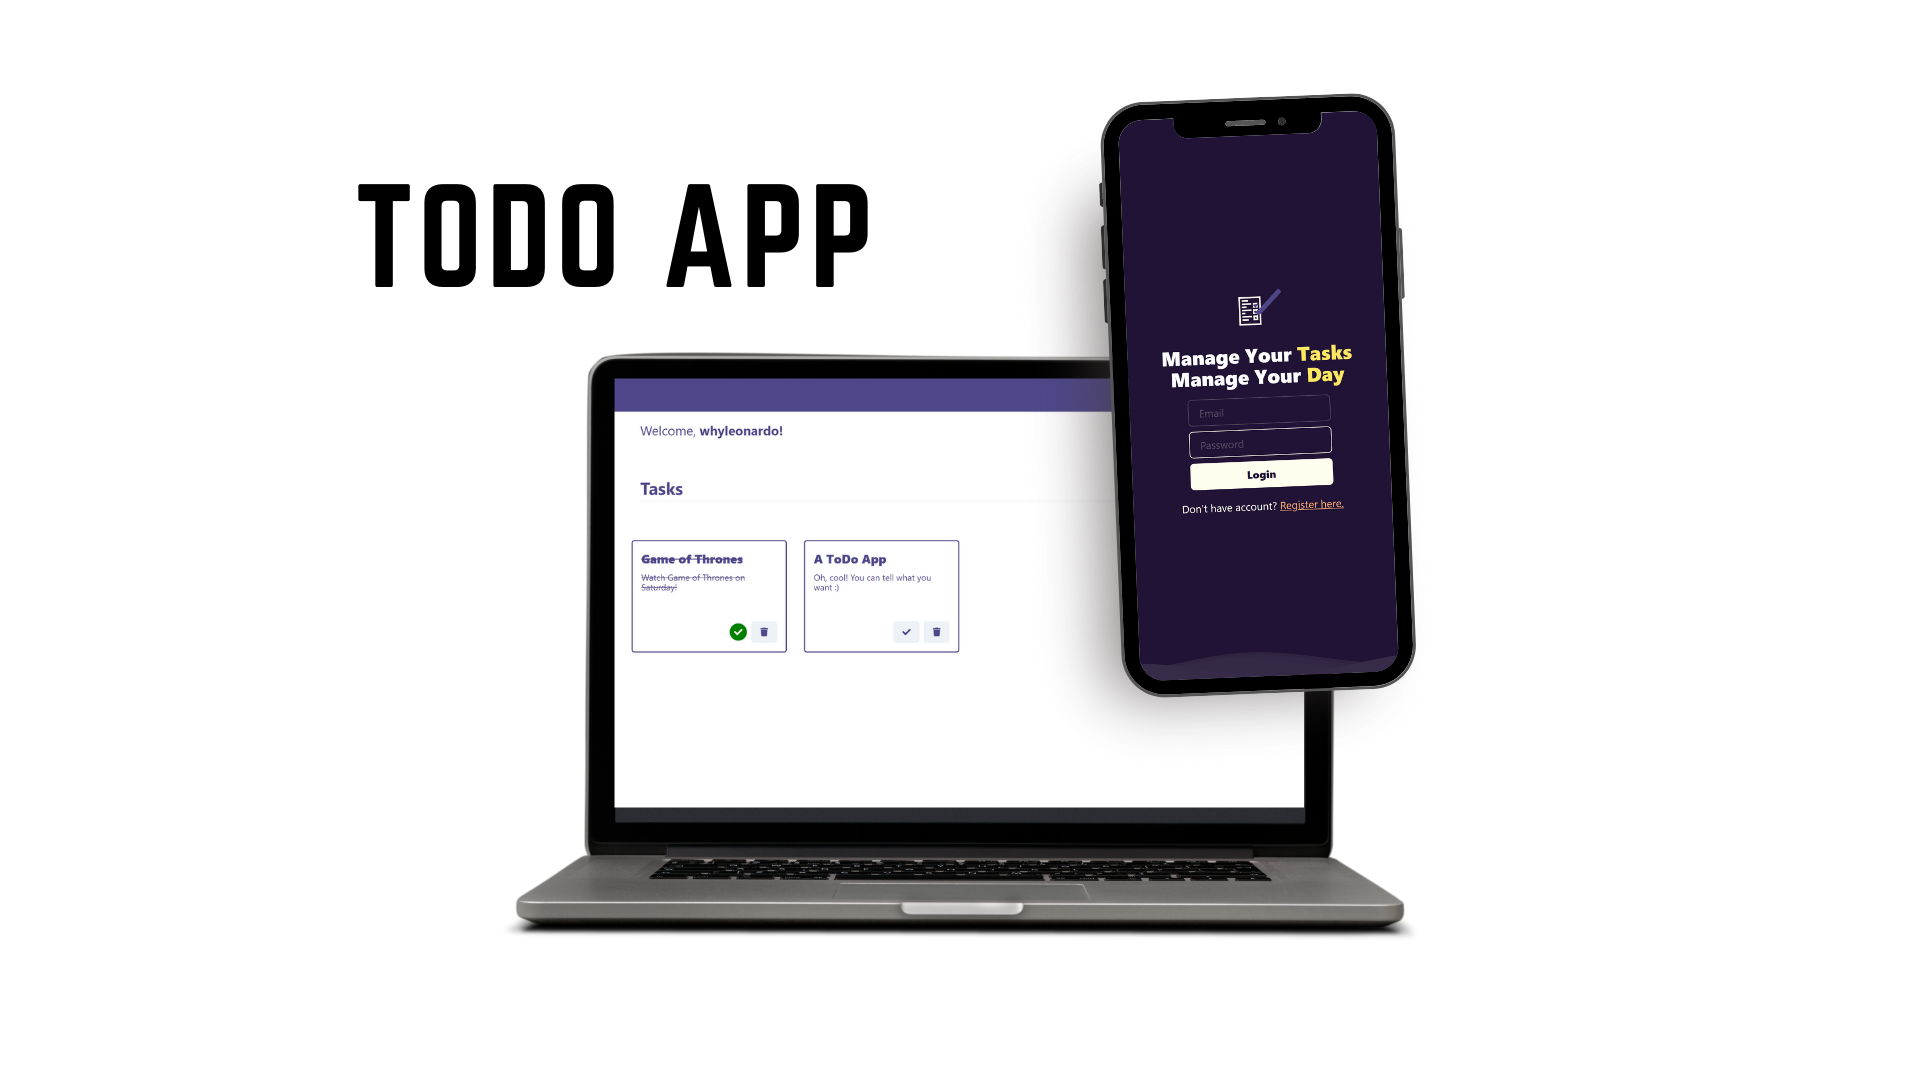 TODO APP
Manage Your Tasks
Manage Your Day
Email
Password
Login
Don't have account? Register here.
Welcome, whyleonardo!
Tasks
Game of Thrones
Watch Game of Thrones on
Saturday!
A ToDo App
Oh, cool! You can tell what you
want :)